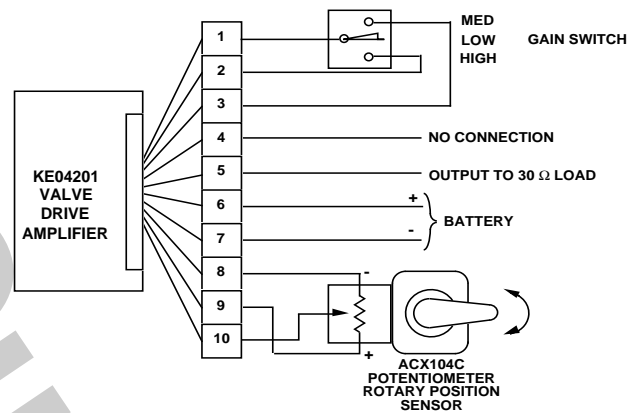 MED
1
LOW
GAIN SWITCH
HIGH
2
3
4
NO CONNECTION
KE04201
VALVE
DRIVE
AMPLIFIER
5
OUTPUT TO 30 Ω LOAD
6
+
BATTERY
7
-
8
-
9
10
+
ACX104C
POTENTIOMETER
ROTARY POSITION
SENSOR